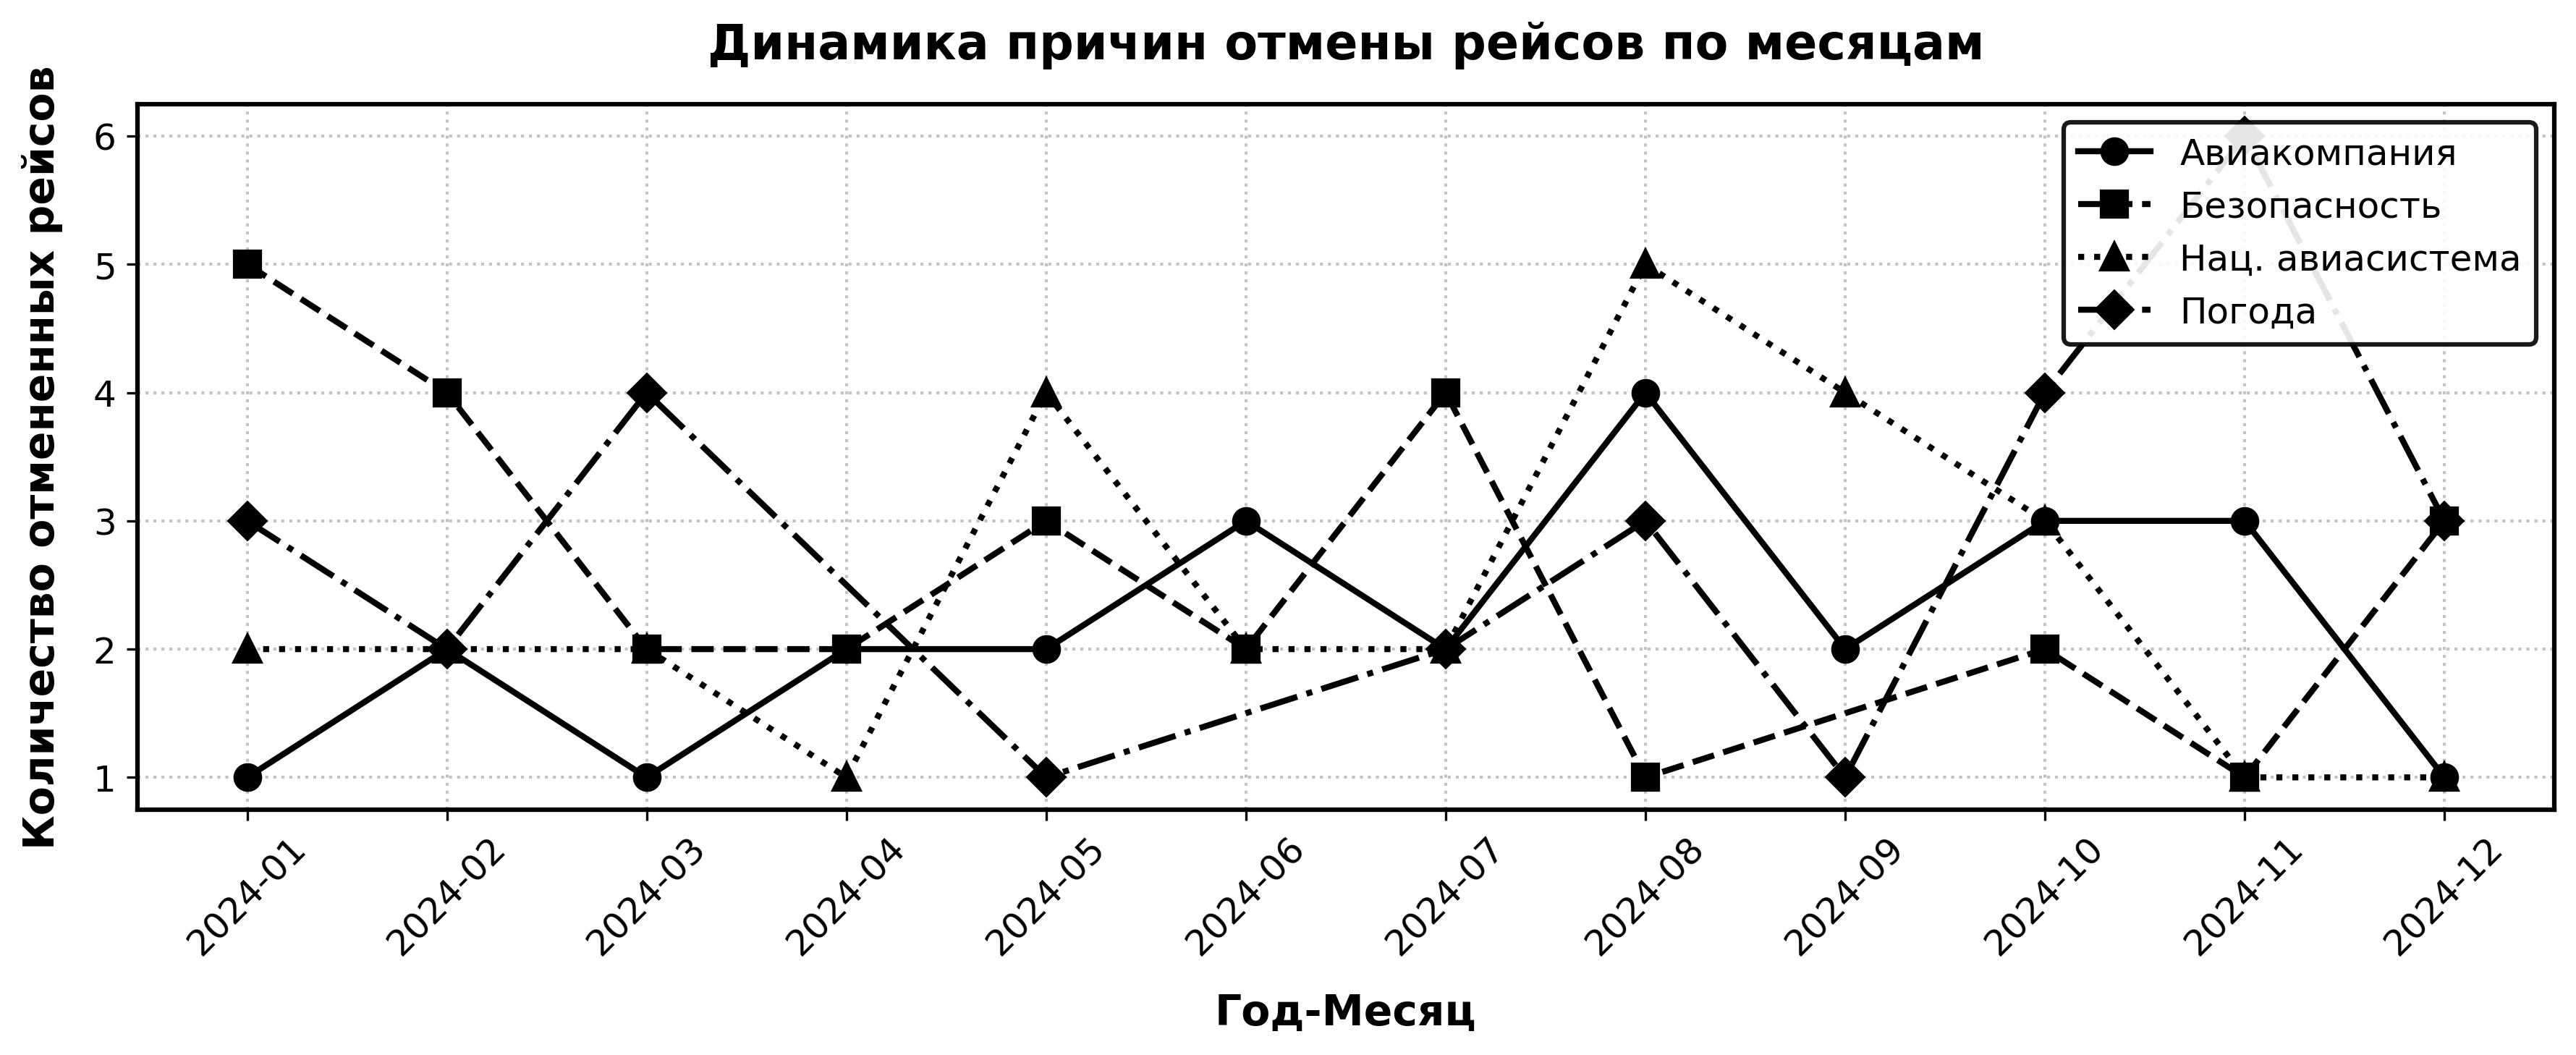 Динамика причин отмены рейсов по месяцам
Количество отмененных рейсов
6
5
4
3
2
1
Авиакомпания
Безопасность
Нац. авиасистема
Погода
2024-01
2024-02
2024-03
2024-04
2024-05
2024-06
2024-07
2024-08
2024-09
2024-10
2024-11
2024-12
Год-Месяц